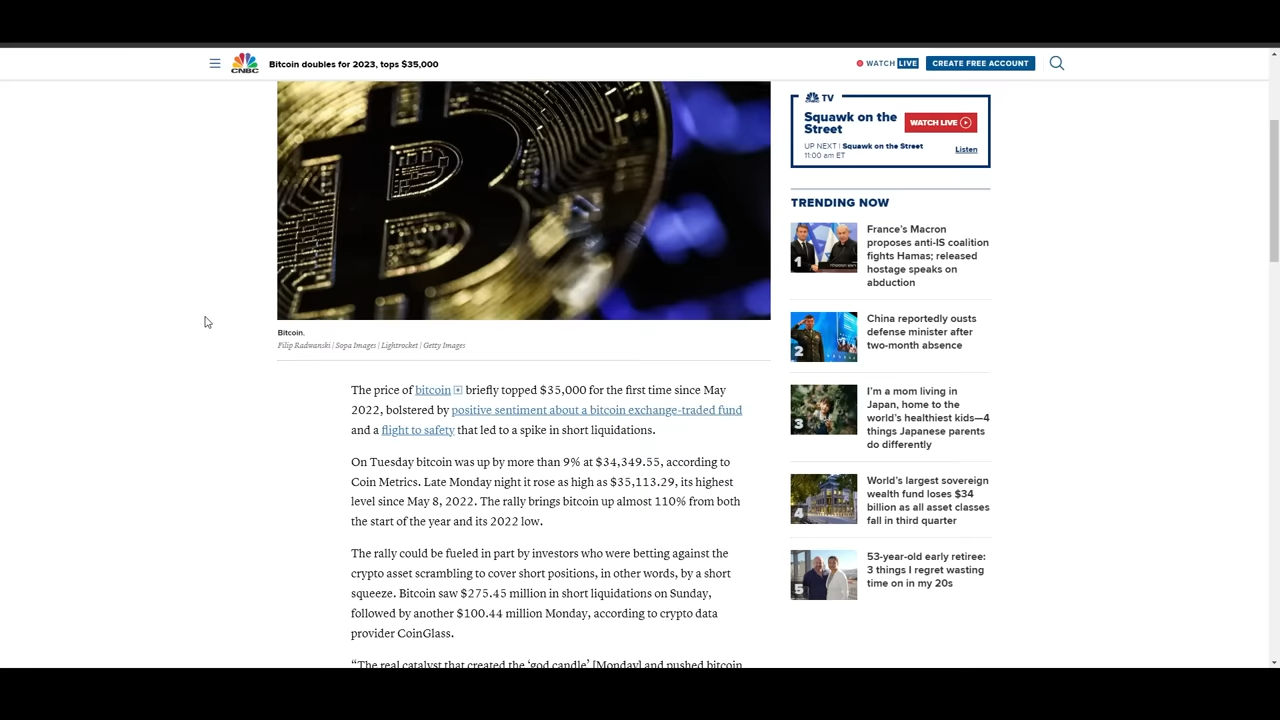 CNBC
Bitcoin doubles for 2023, tops $35,000
WATCH LIVE
CREATE FREE ACCOUNT
Bitcoin.
Filip Radwanski | Sopa Images | Lightrocket | Getty Images
The price of bitcoin briefly topped $35,000 for the first time since May
2022, bolstered by positive sentiment about a bitcoin exchange-traded fund
and a flight to safety that led to a spike in short liquidations.
On Tuesday bitcoin was up by more than 9% at $34,349.55, according to
Coin Metrics. Late Monday night it rose as high as $35,113.29, its highest
level since May 8, 2022. The rally brings bitcoin up almost 110% from both
the start of the year and its 2022 low.
The rally could be fueled in part by investors who were betting against the
crypto asset scrambling to cover short positions, in other words, by a short
squeeze. Bitcoin saw $275.45 million in short liquidations on Sunday,
followed by another $100.44 million Monday, according to crypto data
provider CoinGlass.
“The real catalyst that created the ‘god candle’ [Monday] and pushed bitcoin
TV
Squawk on the
Street
WATCH LIVE
UP NEXT | Squawk on the Street
11:00 am ET
Listen
TRENDING NOW
1
France’s Macron
proposes anti-IS coalition
fights Hamas; released
hostage speaks on
abduction
2
China reportedly ousts
defense minister after
two-month absence
3
I’m a mom living in
Japan, home to the
world’s healthiest kids—4
things Japanese parents
do differently
4
World’s largest sovereign
wealth fund loses $34
billion as all asset classes
fall in third quarter
5
53-year-old early retiree:
3 things I regret wasting
time on in my 20s